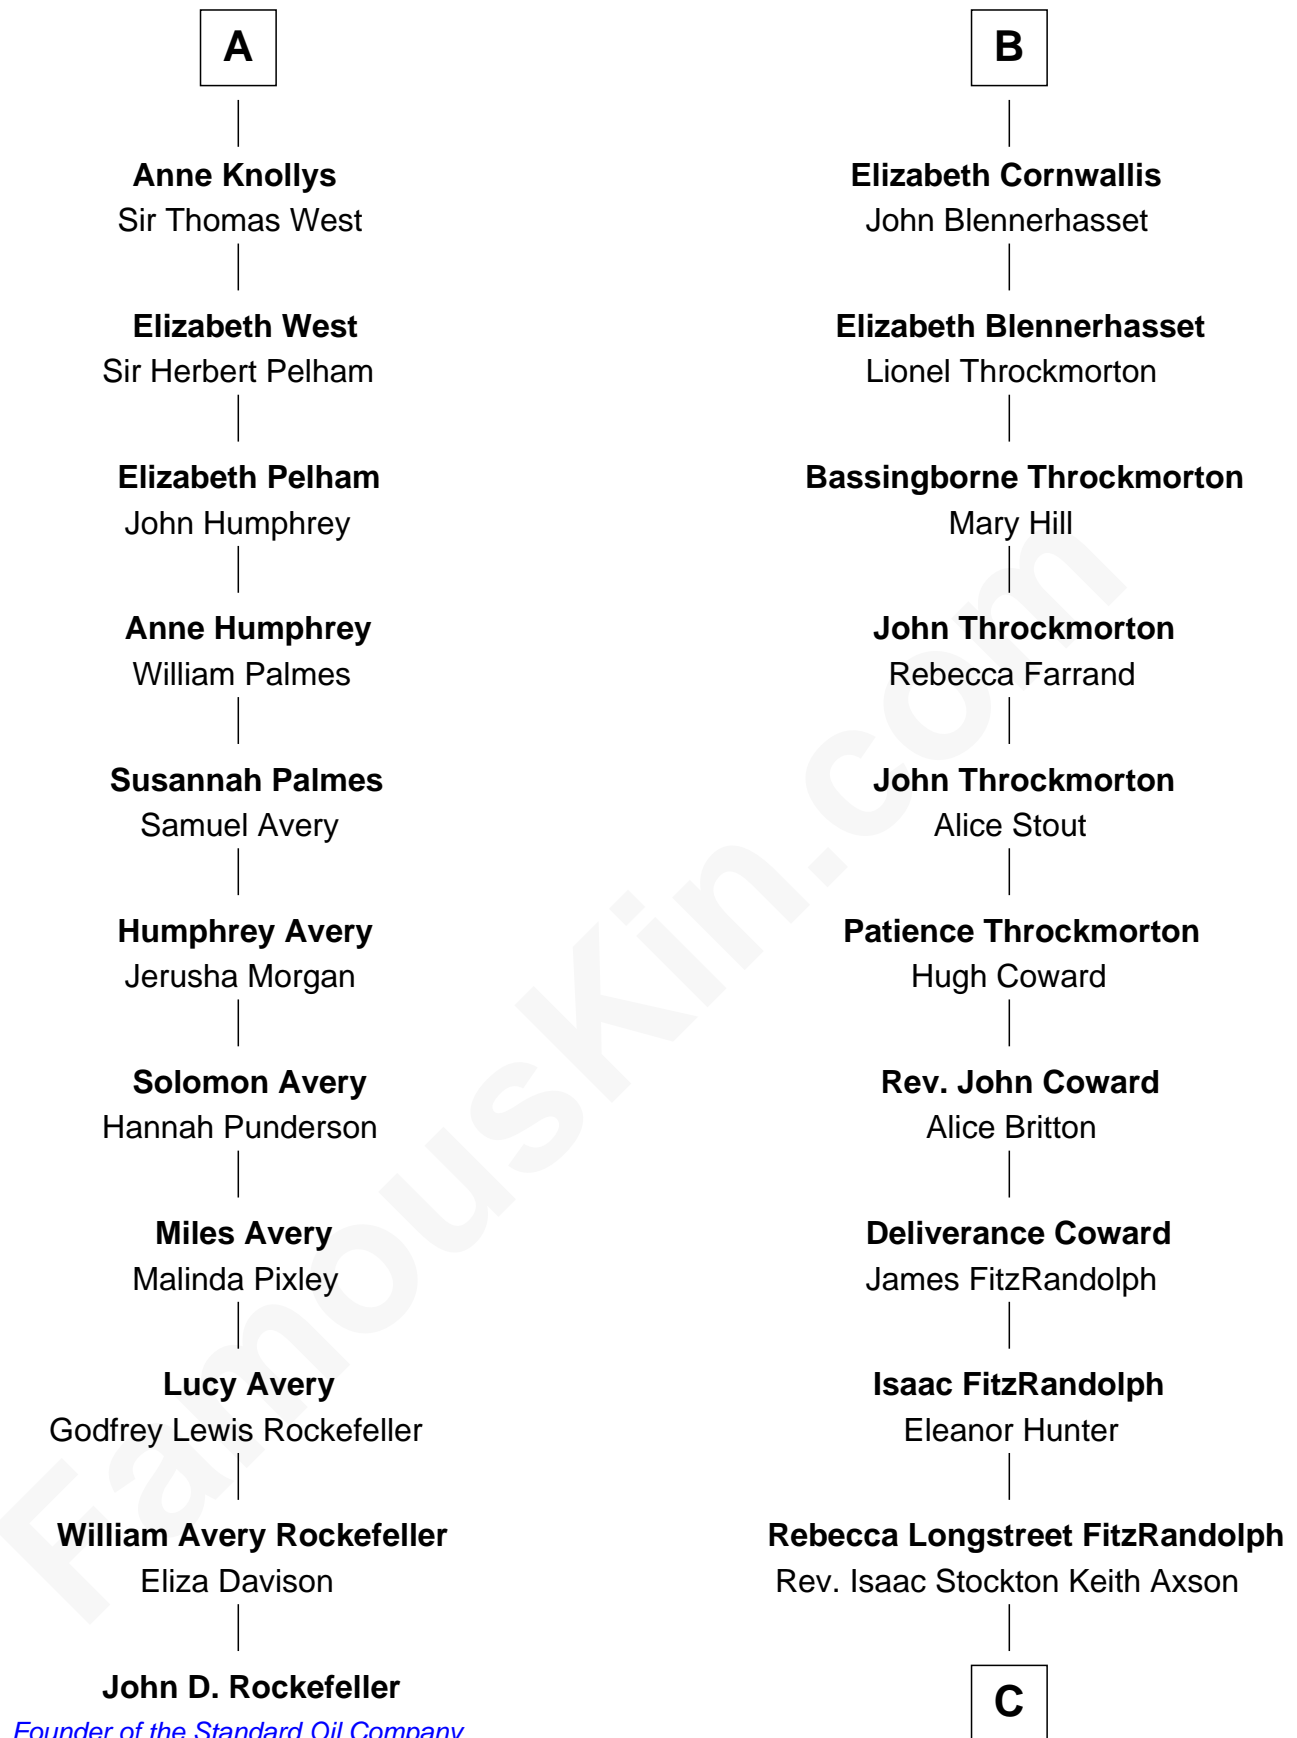 A
Anne Knollys
Sir Thomas West
Elizabeth West
Sir Herbert Pelham
Elizabeth Pelham
John Humphrey
Anne Humphrey
William Palmes
Susannah Palmes
Samuel Avery
Humphrey Avery
Jerusha Morgan
Solomon Avery
Hannah Punderson
Miles Avery
Malinda Pixley
Lucy Avery
Godfrey Lewis Rockefeller
William Avery Rockefeller
Eliza Davison
John D. Rockefeller
Founder of the Standard Oil Company
B
Elizabeth Cornwallis
John Blennerhasset
Elizabeth Blennerhasset
Lionel Throckmorton
Bassingborne Throckmorton
Mary Hill
John Throckmorton
Rebecca Farrand
John Throckmorton
Alice Stout
Patience Throckmorton
Hugh Coward
Rev. John Coward
Alice Britton
Deliverance Coward
James FitzRandolph
Isaac FitzRandolph
Eleanor Hunter
Rebecca Longstreet FitzRandolph
Rev. Isaac Stockton Keith Axson
C
FamousKin.com